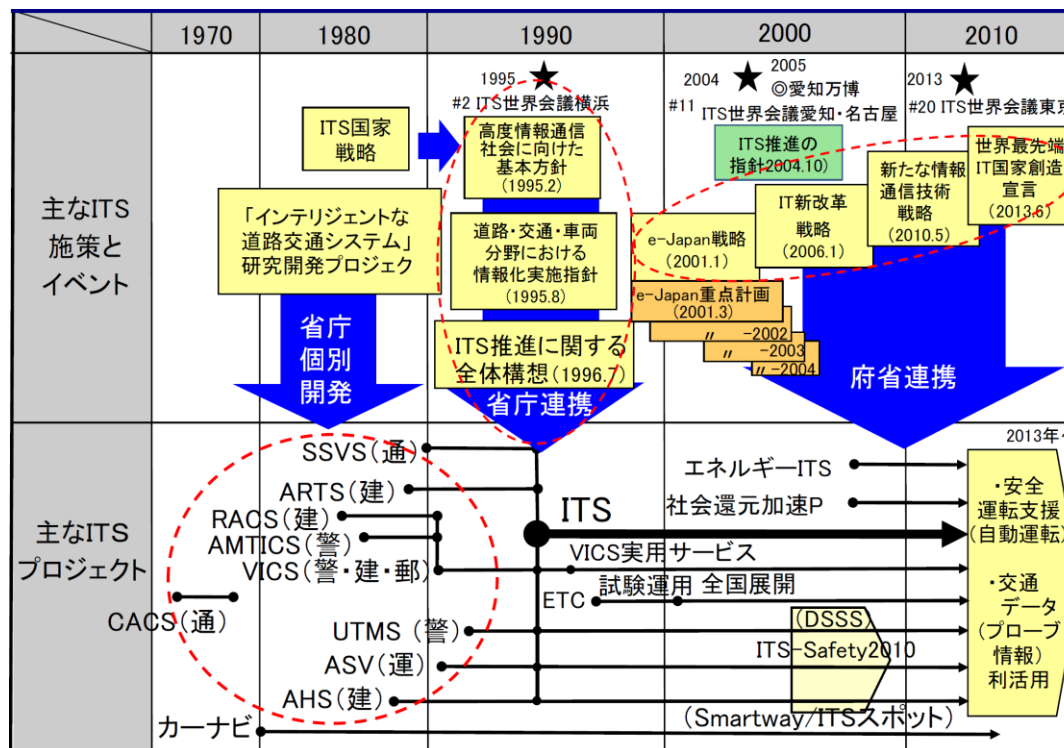 1970
1980
1990
2000
2010
主なITS
施策と
イベント
1995
#2 ITS世界会議横浜
2004
2005
◎愛知万博
#11
ITS世界会議愛知・名古屋
2013
#20 ITS世界会議東京
ITS国家
戦略
高度情報通信
社会に向けた
基本方針
(1995.2)
ITS推進の
指針2004.10)
世界最先端
IT国家創造
宣言
(2013.6)
新たな情報
通信技術
戦略
(2010.5)
IT新改革
戦略
(2006.1)
e-Japan戦略
(2001.1)
「インテリジェントな
道路交通システム」
研究開発プロジェク
道路・交通・車両
分野における
情報化実施指針
(1995.8)
e-Japan重点計画
(2001.3)
〃 -2002
〃 -2003
〃-2004
ITS推進に関する
全体構想(1996.7)
省庁
個別
開発
省庁連携
府省連携
主なITS
プロジェクト
2013年
SSVS(通)
ARTS(建)
RACS(建)
AMTICS(警)
VICS(警・建・郵)
CACS(通)
UTMS(警)
ASV(運)
AHS(建)
カーナビ
ITS
エネルギーITS
社会還元加速P
VICS実用サービス
ETC
試験運用 全国展開
(DSSS)
ITS-Safety2010
(Smartway/ITSスポット)
・安全
運転支援
(自動運転)
・交通
データ
(プローブ
情報)
利活用